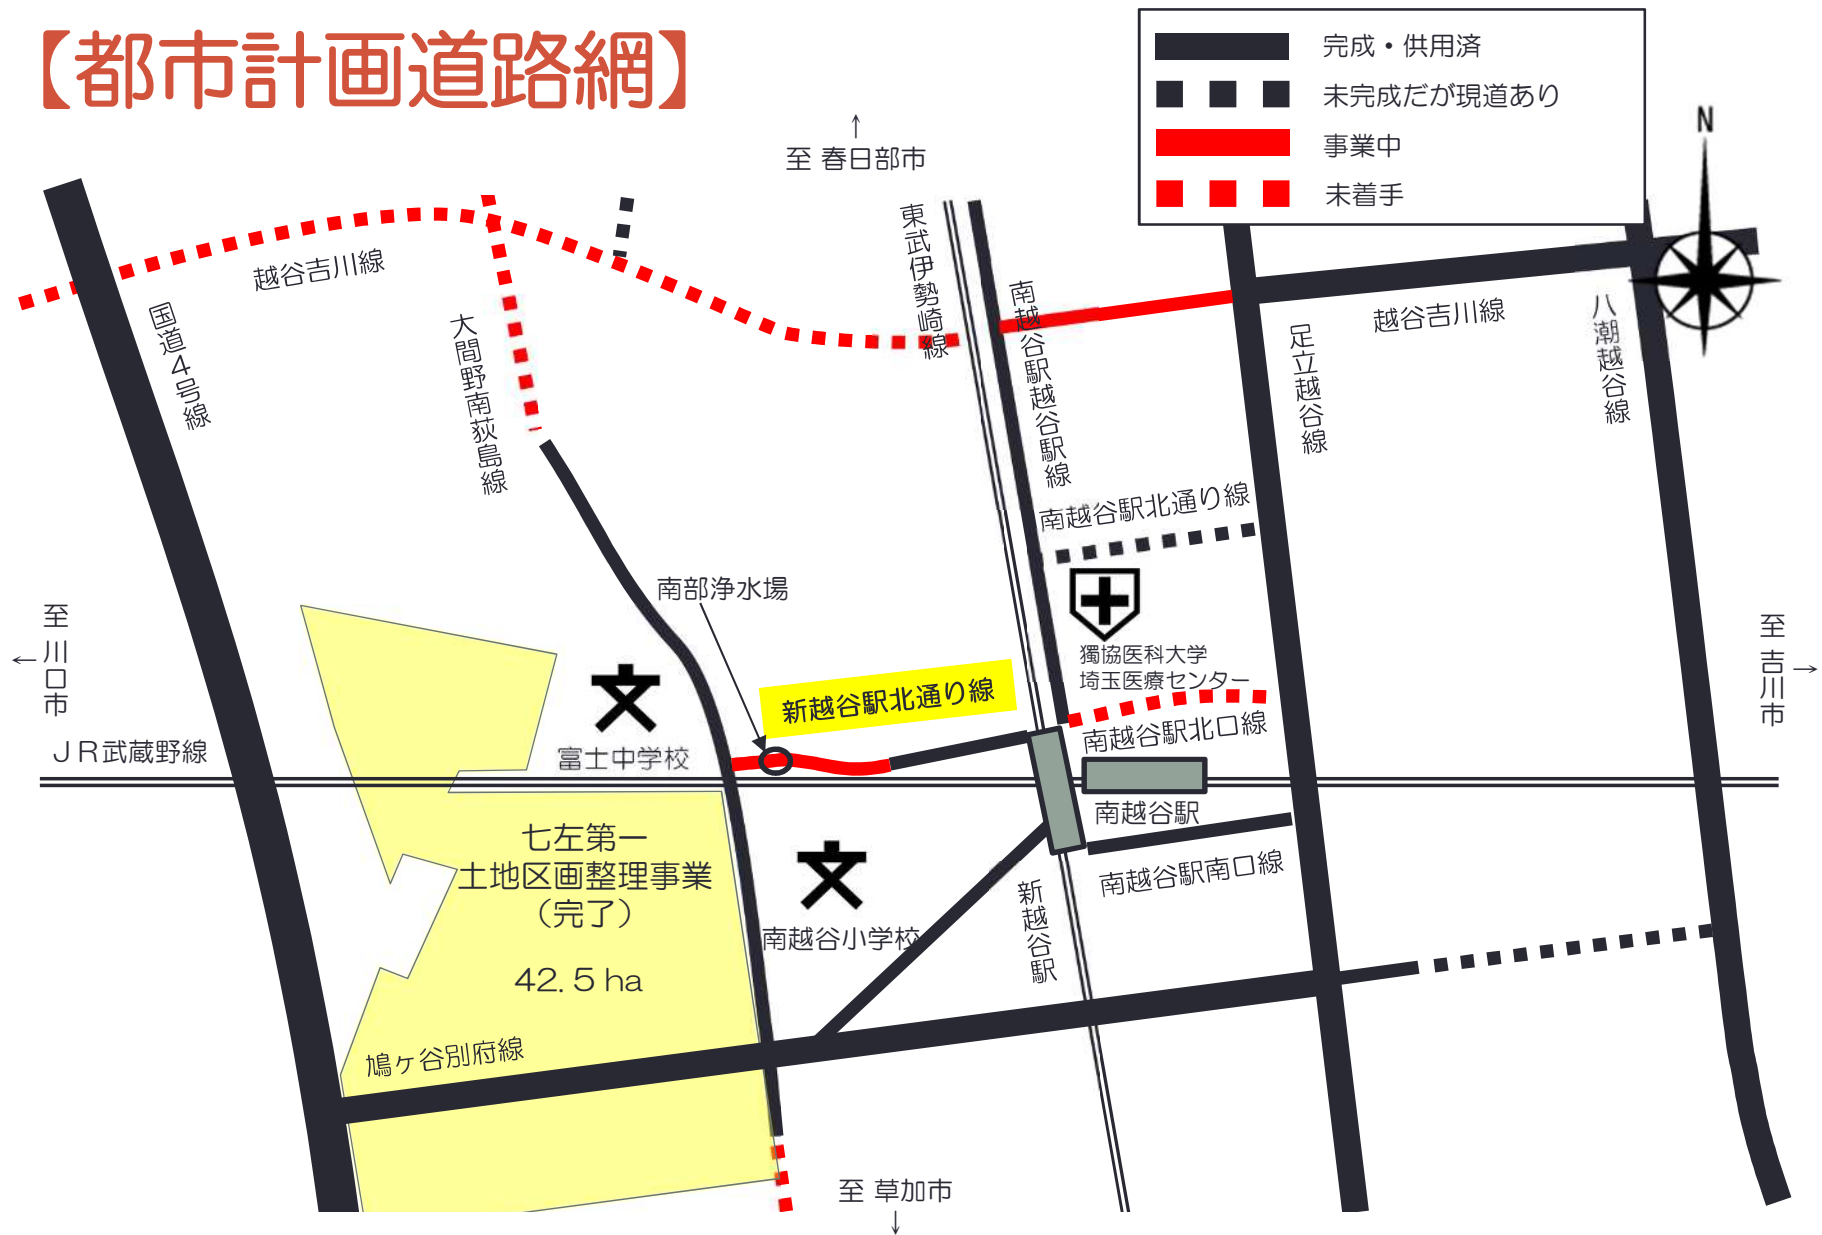 【都市計画道路網】
完成・供用済
未完成だが現道あり
事業中
未着手
N
↑
至 春日部市
越谷吉川線
国道4号線
大間野南荻島線
東武伊勢崎線
南越谷駅越谷駅線
越谷吉川線
足立越谷線
八潮越谷線
南越谷駅北通り線
南部浄水場
獨協医科大学
埼玉医療センター
至 川口市
←
至 吉川市
→
新越谷駅北通り線
南越谷駅北口線
富士中学校
JR武蔵野線
南越谷駅
南越谷駅南口線
七左第一
土地区画整理事業
（完了）
42.5ha
南越谷小学校
新越谷駅
鳩ヶ谷別府線
至 草加市
↓